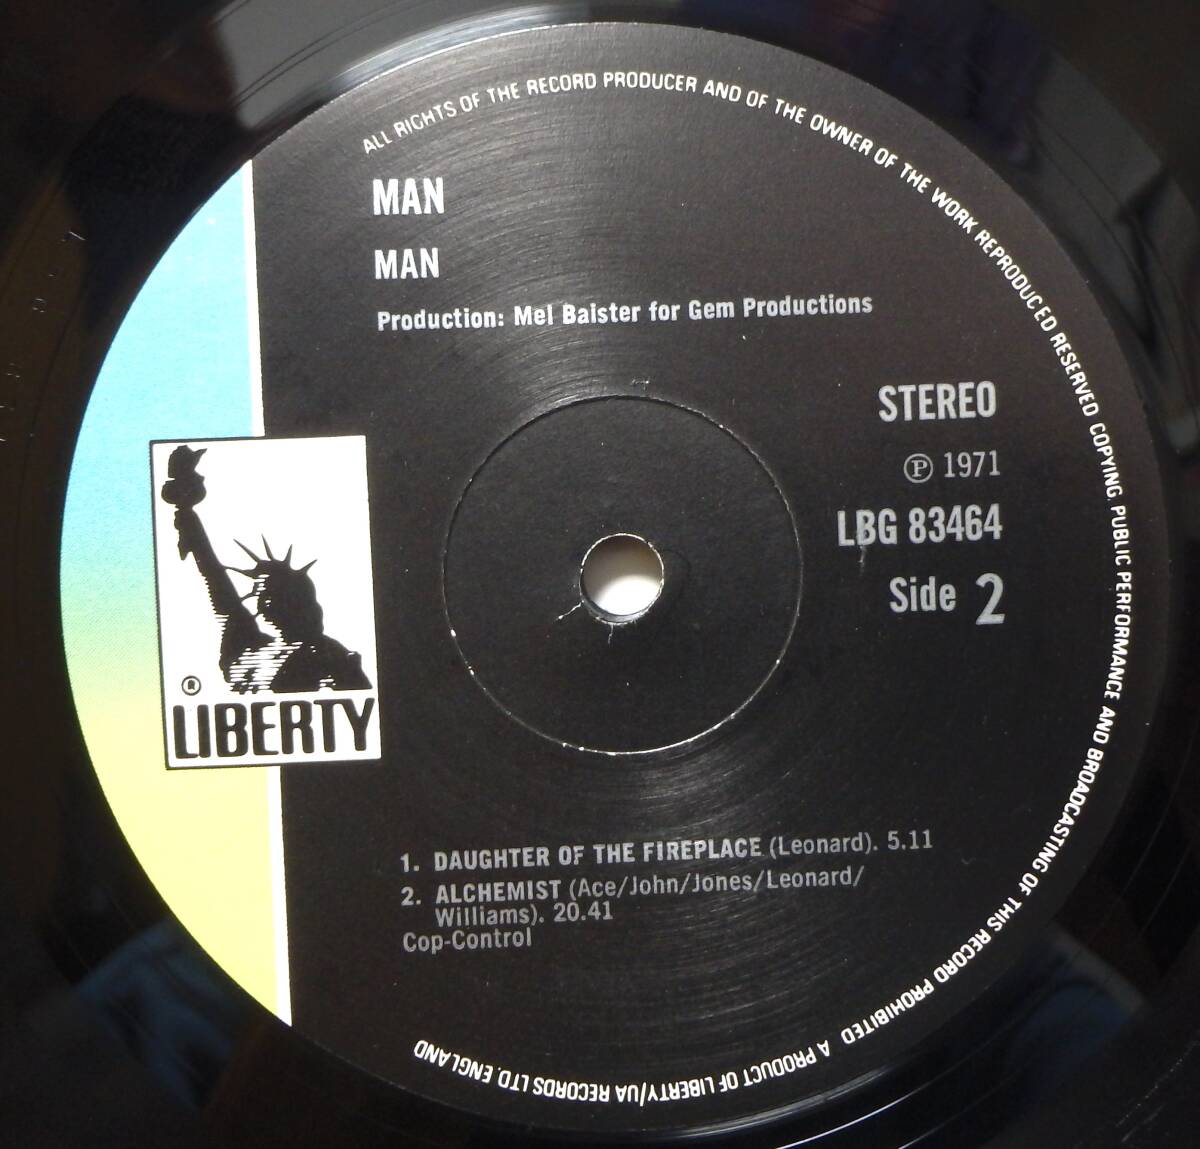 ALL RIGHTS OF THE RECORD PRODUCER AND OF THE OWNER OF THE WORK REPRODUCED RESERVED COPYING, PUBLIC PERFORMANCE AND BROADCASTING OF THIS RECORD PROHIBITED A PRODUCT OF LIBERTY/UA RECORDS LTD. ENGLAND
MAN
MAN
Production: Mel Baister for Gem Productions
STEREO
Ⓟ 1971
LBG 83464
Side 2
®
LIBERTY
1. DAUGHTER OF THE FIREPLACE (Leonard). 5.11
2. ALCHEMIST (Ace/John/Jones/Leonard/
Williams). 20.41
Cop-Control